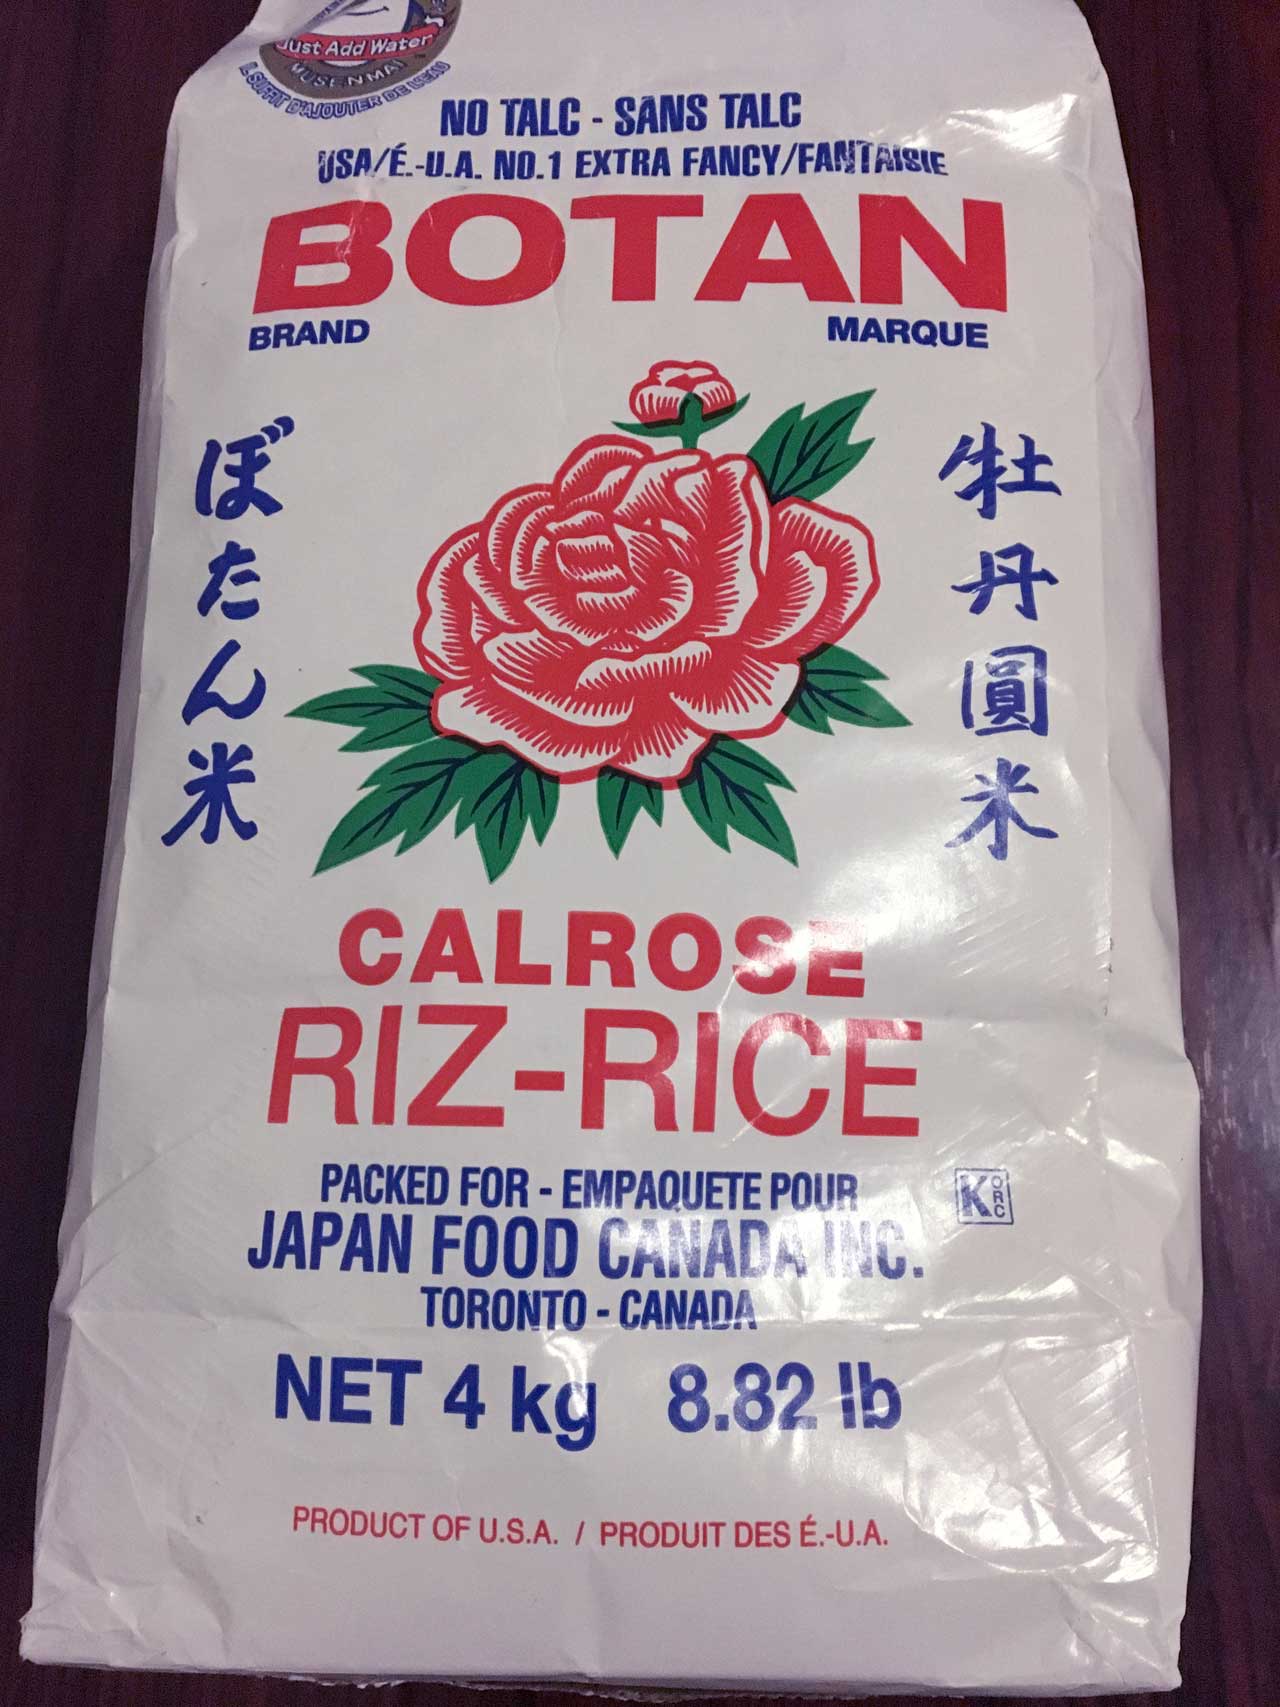 Just Add Water
MUSENMAI
IL SUFFIT D'AJOUTER DE L'EAU
NO TALC - SANS TALC
USA/É.-U.A. NO.1 EXTRA FANCY/FANTAISIE
BOTAN
BRAND
MARQUE
ぼたん米
牡丹圓米
CALROSE
RIZ-RICE
PACKED FOR - EMPAQUETE POUR
K ORC
JAPAN FOOD CANADA INC.
TORONTO - CANADA
NET 4 kg 8.82 lb
PRODUCT OF U.S.A. / PRODUIT DES É.-U.A.